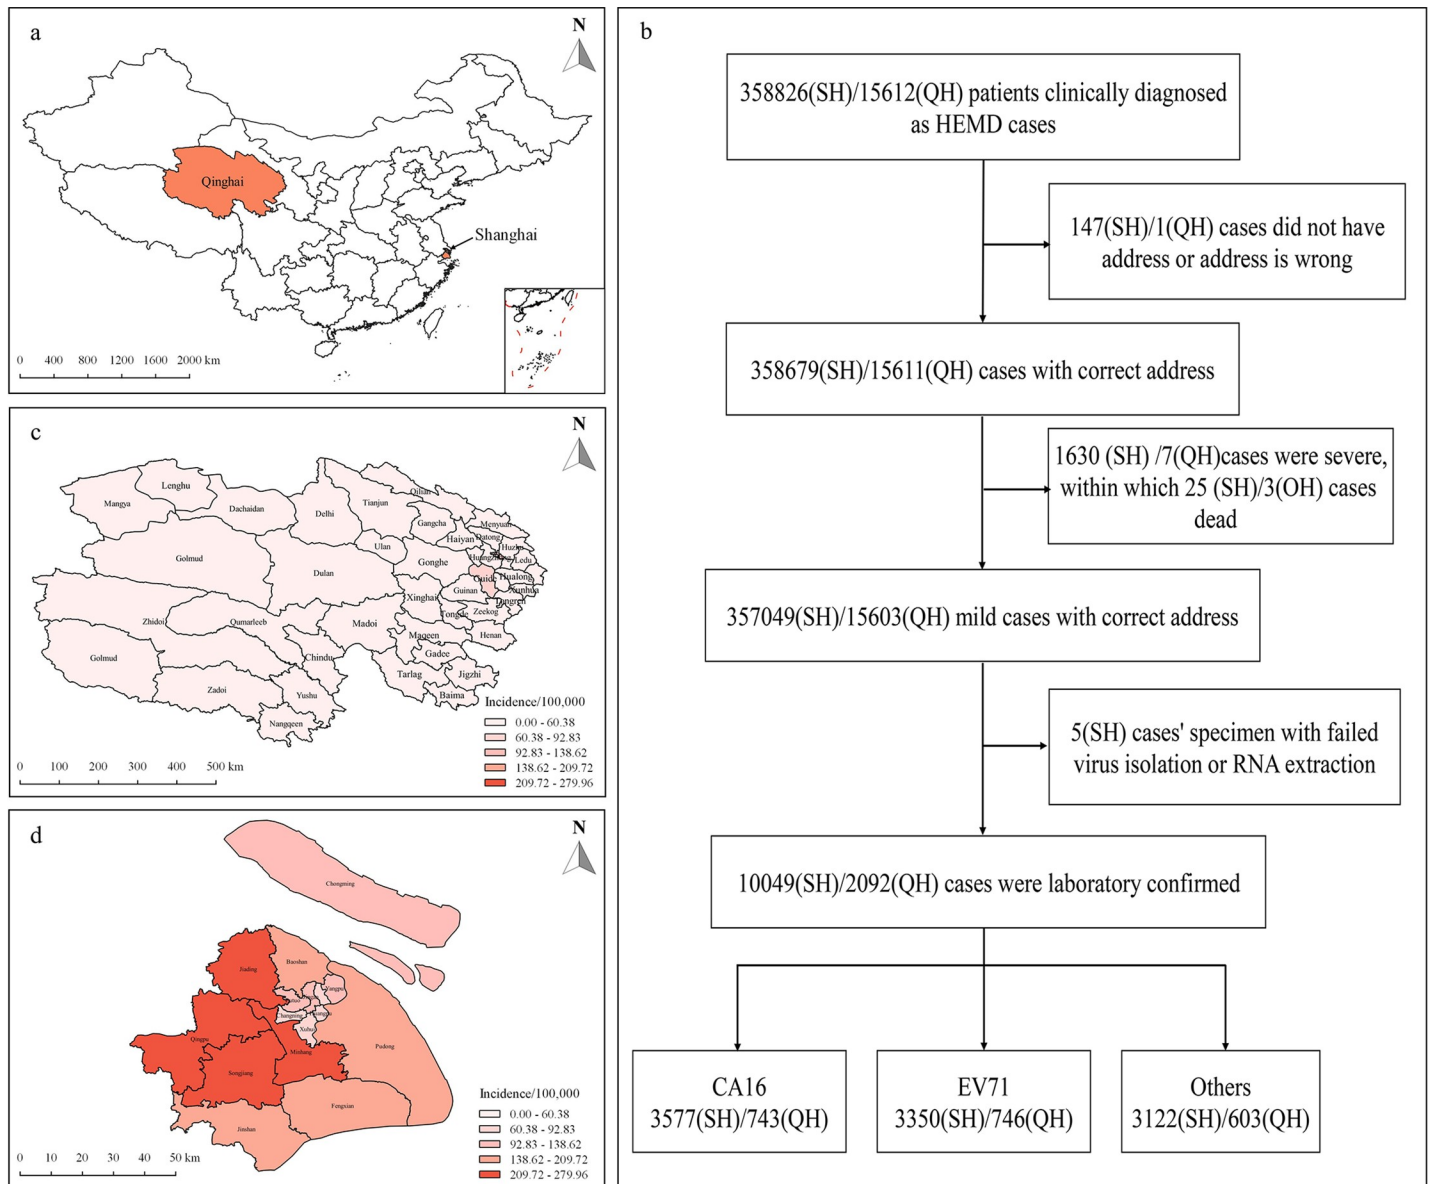 a
N
Qinghai
Shanghai
0 400 800 1200 1600 2000 km
b
358826(SH)/15612(QH) patients clinically diagnosed
as HEMD cases
147(SH)/1(QH) cases did not have
address or address is wrong
358679(SH)/15611(QH) cases with correct address
1630 (SH) /7(QH)cases were severe,
within which 25 (SH)/3(OH) cases
dead
357049(SH)/15603(QH) mild cases with correct address
5(SH) cases' specimen with failed
virus isolation or RNA extraction
10049(SH)/2092(QH) cases were laboratory confirmed
CA16
3577(SH)/743(QH)
EV71
3350(SH)/746(QH)
Others
3122(SH)/603(QH)
c
N
Lenghu
Mangya
Dachaidan
Delhi
Tianjun
Qilian
Gangcha
Menyuan
Haiyan
Datong
Huzhu
Ledu
Ulan
Golmud
Gonghe
Dulan
Guide
Hualong
Guinan
Xunhua
Xinghai
Tongren
Tongde
Zeekog
Zhidoi
Qumarleeb
Madoi
Maqeen
Henan
Golmud
Chindu
Gadee
Tarlag
Jigzhi
Zadoi
Yushu
Baima
Nangqeen
Incidence/100,000
0.00 - 60.38
60.38 - 92.83
92.83 - 138.62
138.62 - 209.72
209.72 - 279.96
0 100 200 300 400 500 km
d
N
Chongming
Jiading
Baoshan
Yangpu
Changning
Xuhui
Qingpu
Minhang
Pudong
Songjiang
Fengxian
Jinshan
Incidence/100,000
0.00 - 60.38
60.38 - 92.83
92.83 - 138.62
138.62 - 209.72
209.72 - 279.96
0 10 20 30 40 50 km